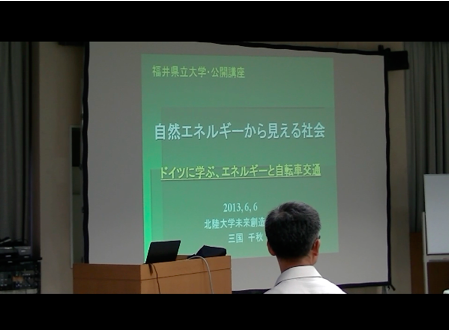 福井県立大学・公開講座
自然エネルギーから見える社会
ドイツに学ぶ、エネルギーと自転車交通
2013,6,6
北陸大学未来創造
三国 千秋